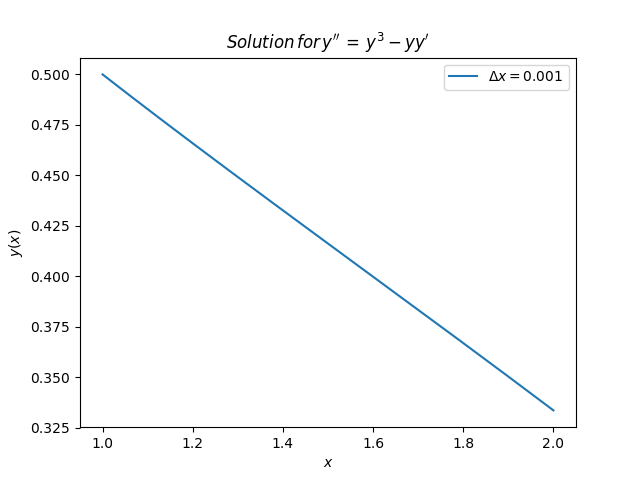 Solution for y′′ = y³ − yy′
Δx = 0.001
0.500
0.475
0.450
0.425
0.400
0.375
0.350
0.325
y(x)
1.0 1.2 1.4 1.6 1.8 2.0
x